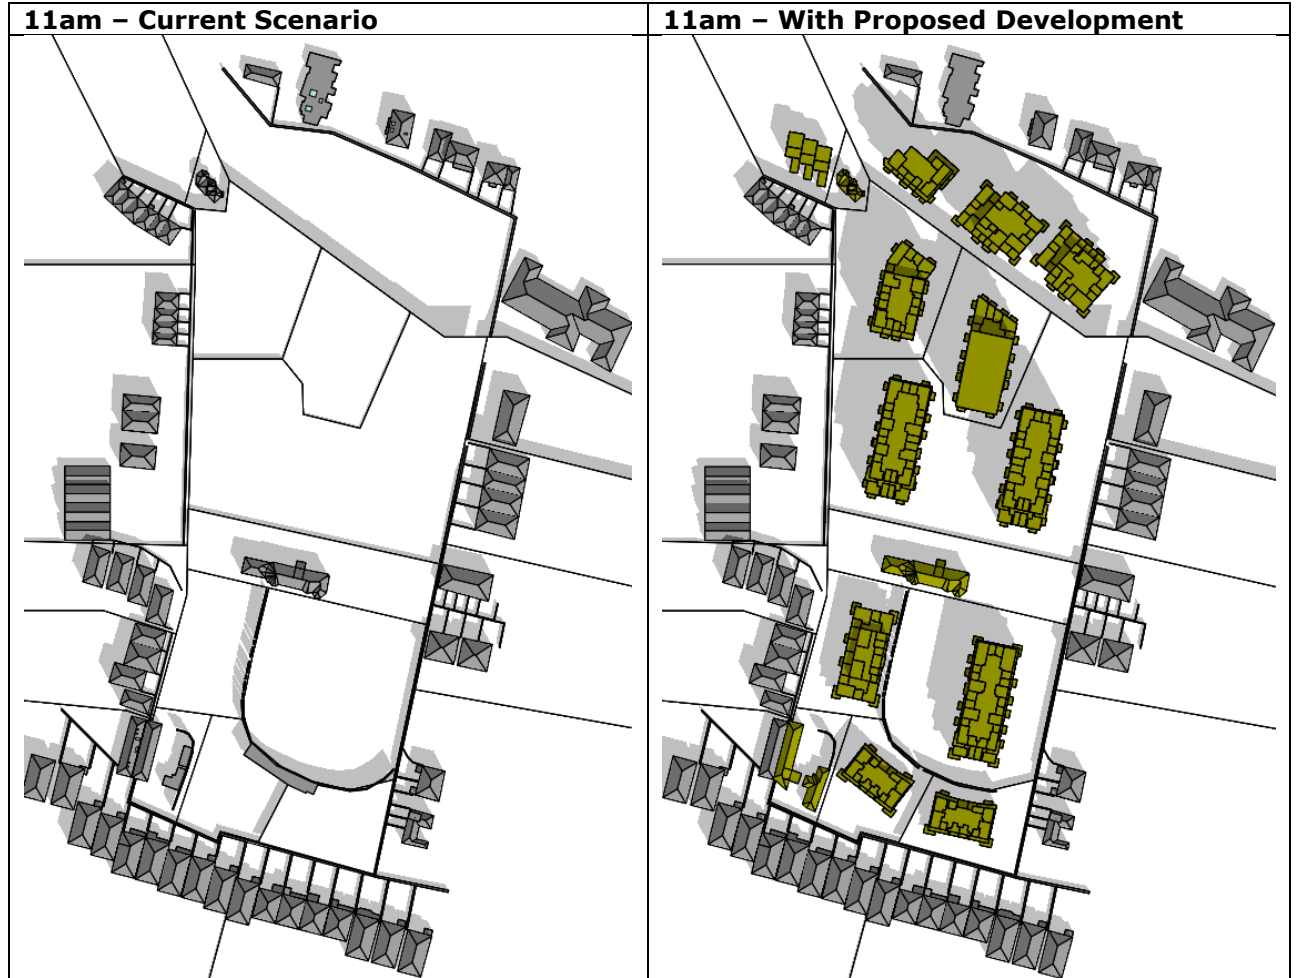 11am – Current Scenario
11am – With Proposed Development